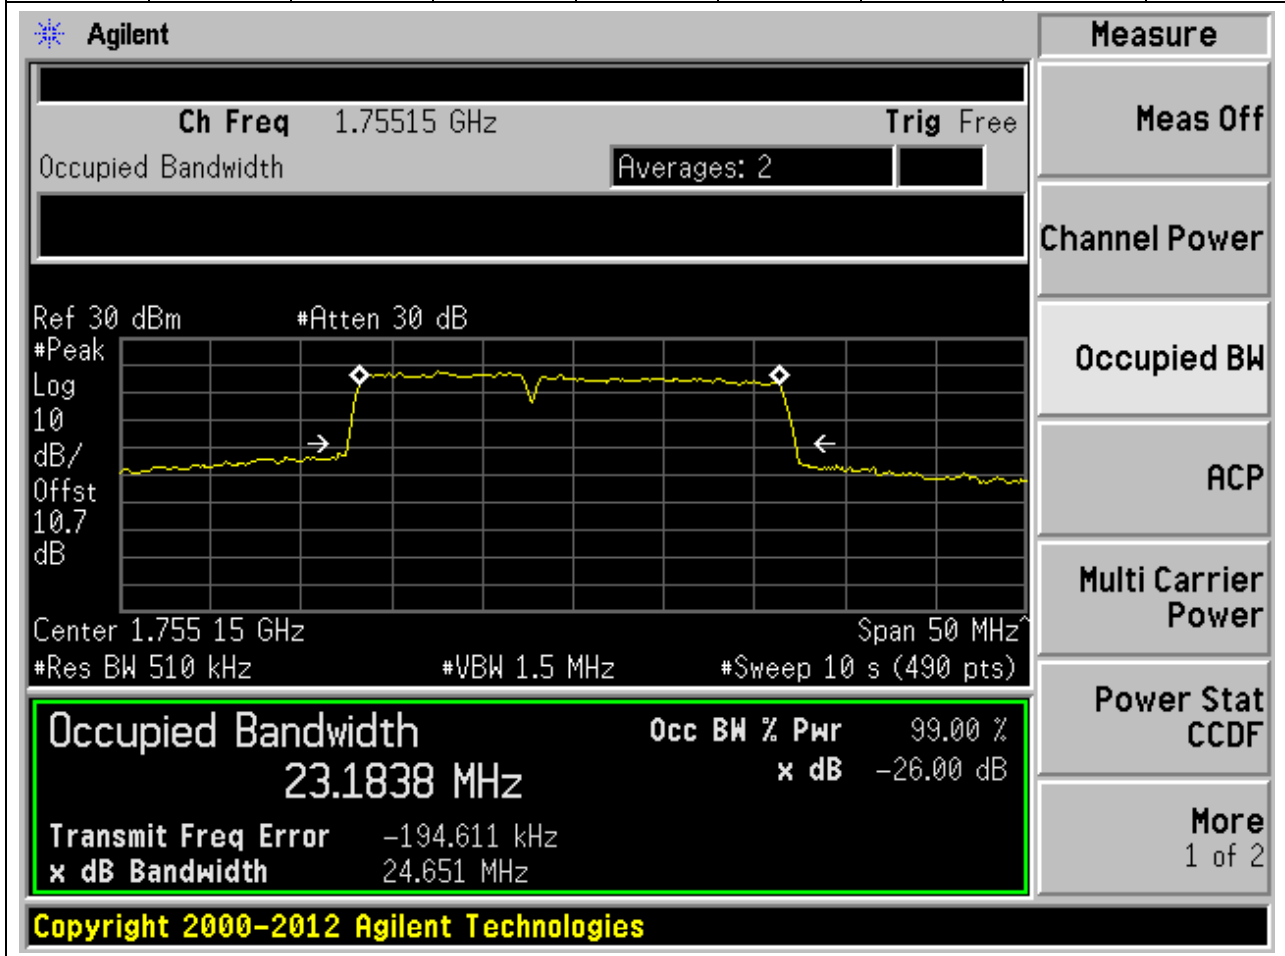 Agilent
Measure
Ch Freq 1.75515 GHz Trig Free
Occupied Bandwidth Averages: 2
Meas Off
Channel Power
Occupied BW
ACP
Multi Carrier
Power
Power Stat
CCDF
More
1 of 2
Ref 30 dBm #Atten 30 dB
#Peak
Log
10
dB/
Offst
10.7
dB
Center 1.755 15 GHz Span 50 MHz^
#Res BW 510 kHz #VBW 1.5 MHz #Sweep 10 s (490 pts)
Occupied Bandwidth Occ BW % Pwr 99.00 %
23.1838 MHz x dB -26.00 dB
Transmit Freq Error -194.611 kHz
x dB Bandwidth 24.651 MHz
Copyright 2000-2012 Agilent Technologies